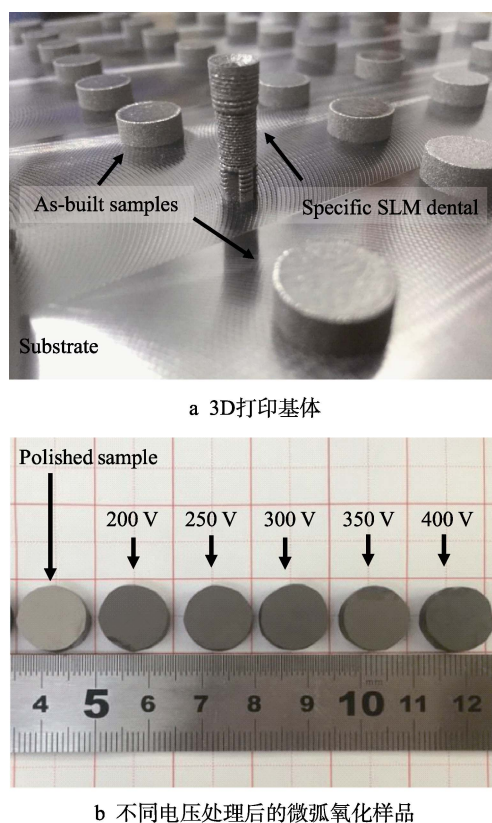 As-built samples
Specific SLM dental
Substrate
a 3D打印基体
Polished sample
200 V 250 V 300 V 350 V 400 V
4 5 6 7 8 9 10 11 12
b 不同电压处理后的微弧氧化样品